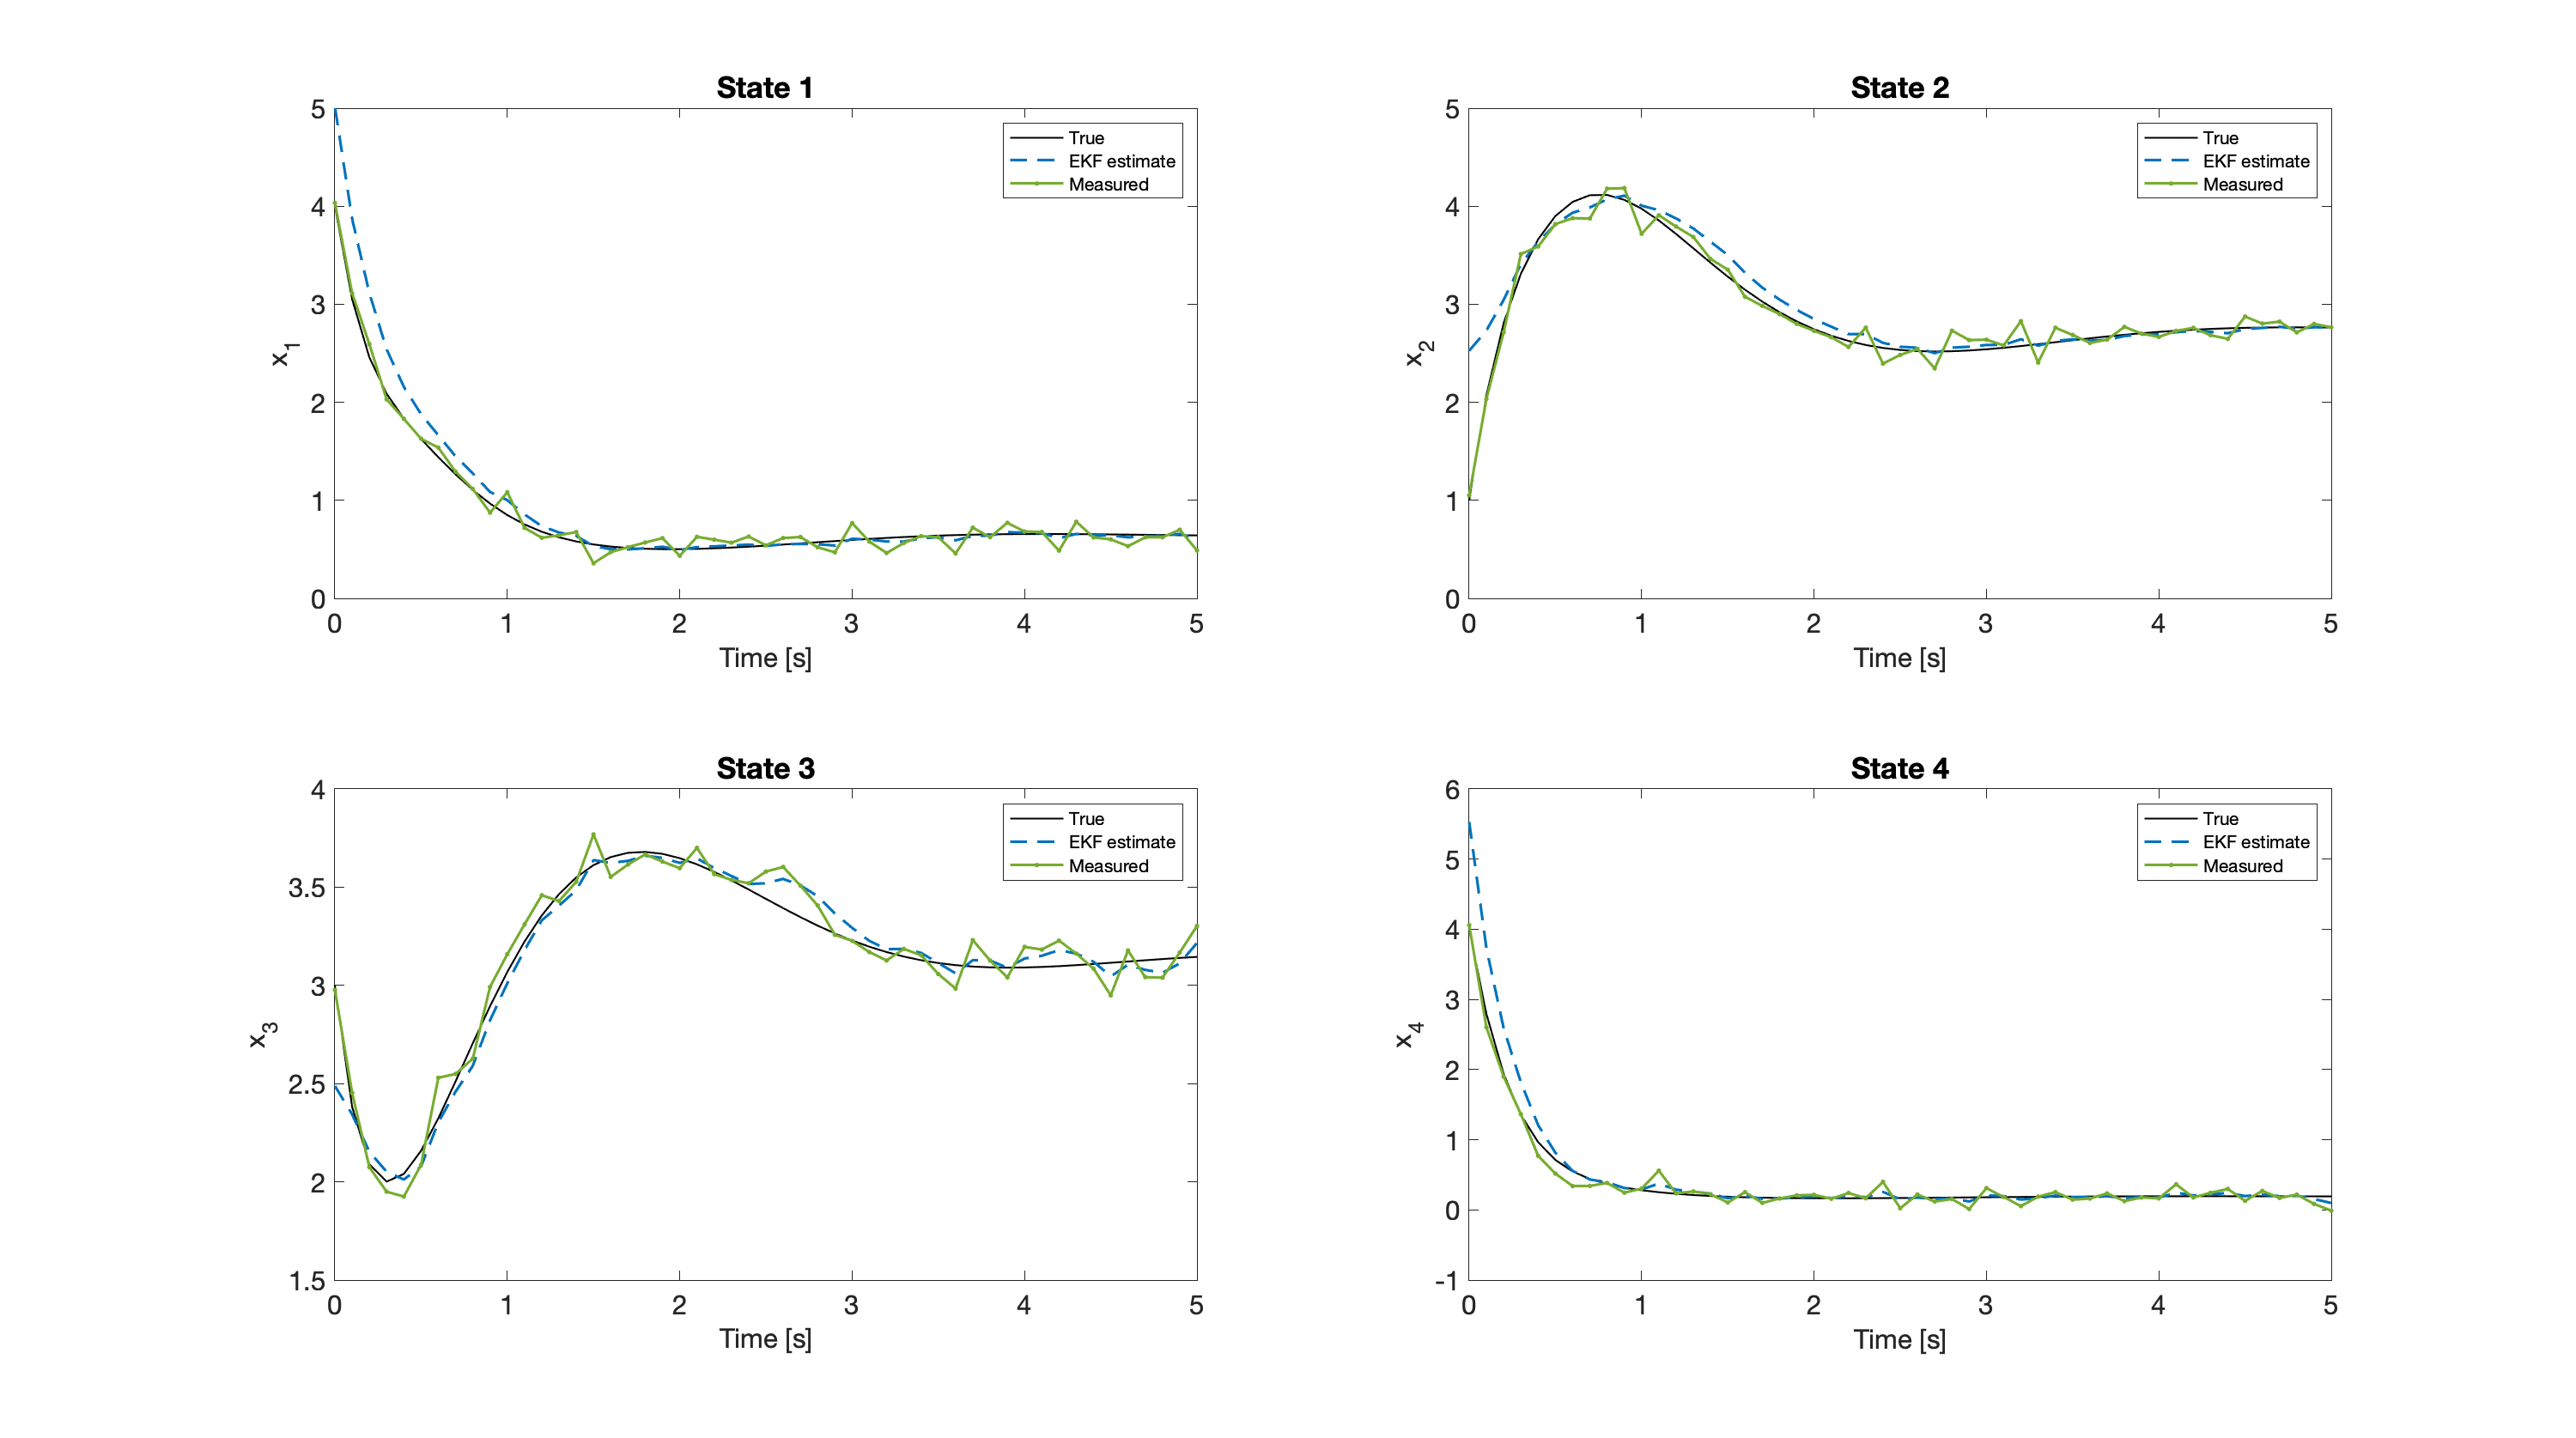 State 1
5
4
3
2
1
0
x1
0 1 2 3 4 5
Time [s]
True
EKF estimate
Measured
State 2
5
4
3
2
1
0
x2
0 1 2 3 4 5
Time [s]
True
EKF estimate
Measured
State 3
4
3.5
3
2.5
2
1.5
x3
0 1 2 3 4 5
Time [s]
True
EKF estimate
Measured
State 4
6
5
4
3
2
1
0
-1
x4
0 1 2 3 4 5
Time [s]
True
EKF estimate
Measured